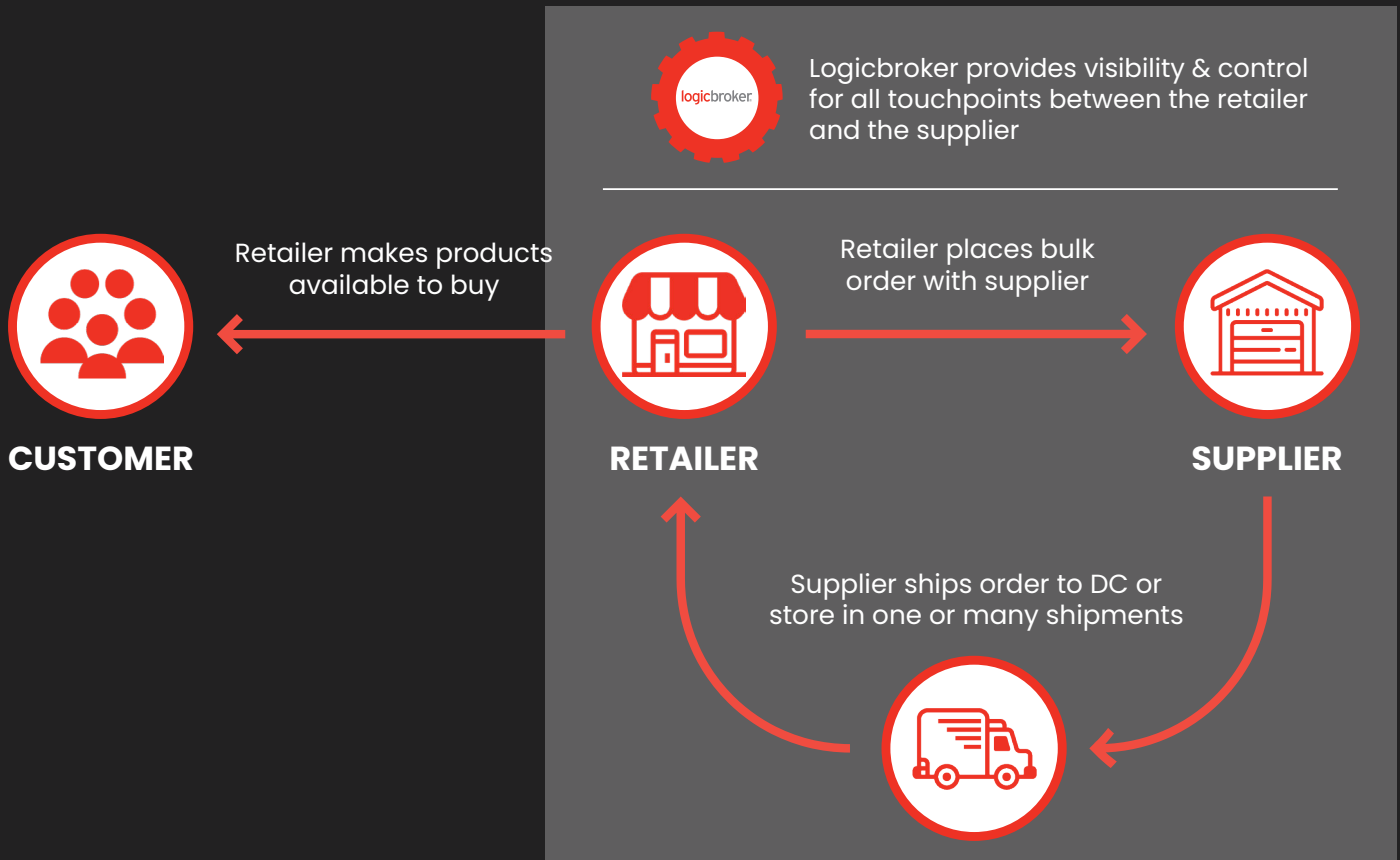 logicbroker
Logicbroker provides visibility & control
for all touchpoints between the retailer
and the supplier
Retailer makes products
available to buy
Retailer places bulk
order with supplier
CUSTOMER
RETAILER
SUPPLIER
Supplier ships order to DC or
store in one or many shipments